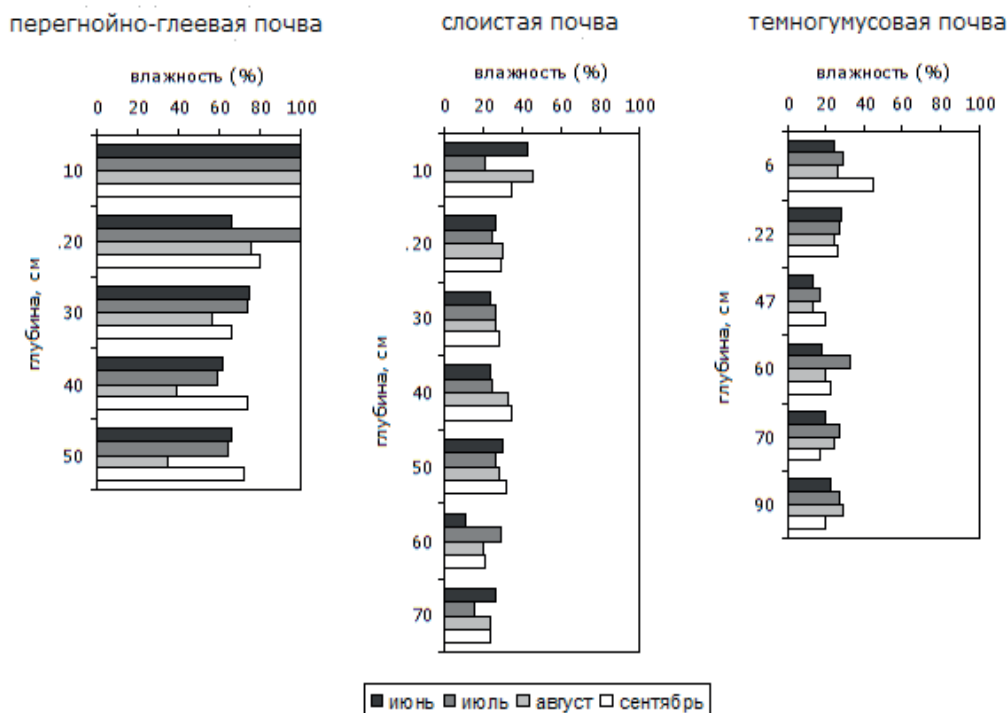 перегнойно-глеевая почва
влажность (%)
0 20 40 60 80 100
глубина, см
10
.20
30
40
50
слоистая почва
влажность (%)
0 20 40 60 80 100
глубина, см
10
.20
30
40
50
60
70
темногумусовая почва
влажность (%)
0 20 40 60 80 100
глубина, см
6
.22
47
60
70
90
июнь июль август сентябрь